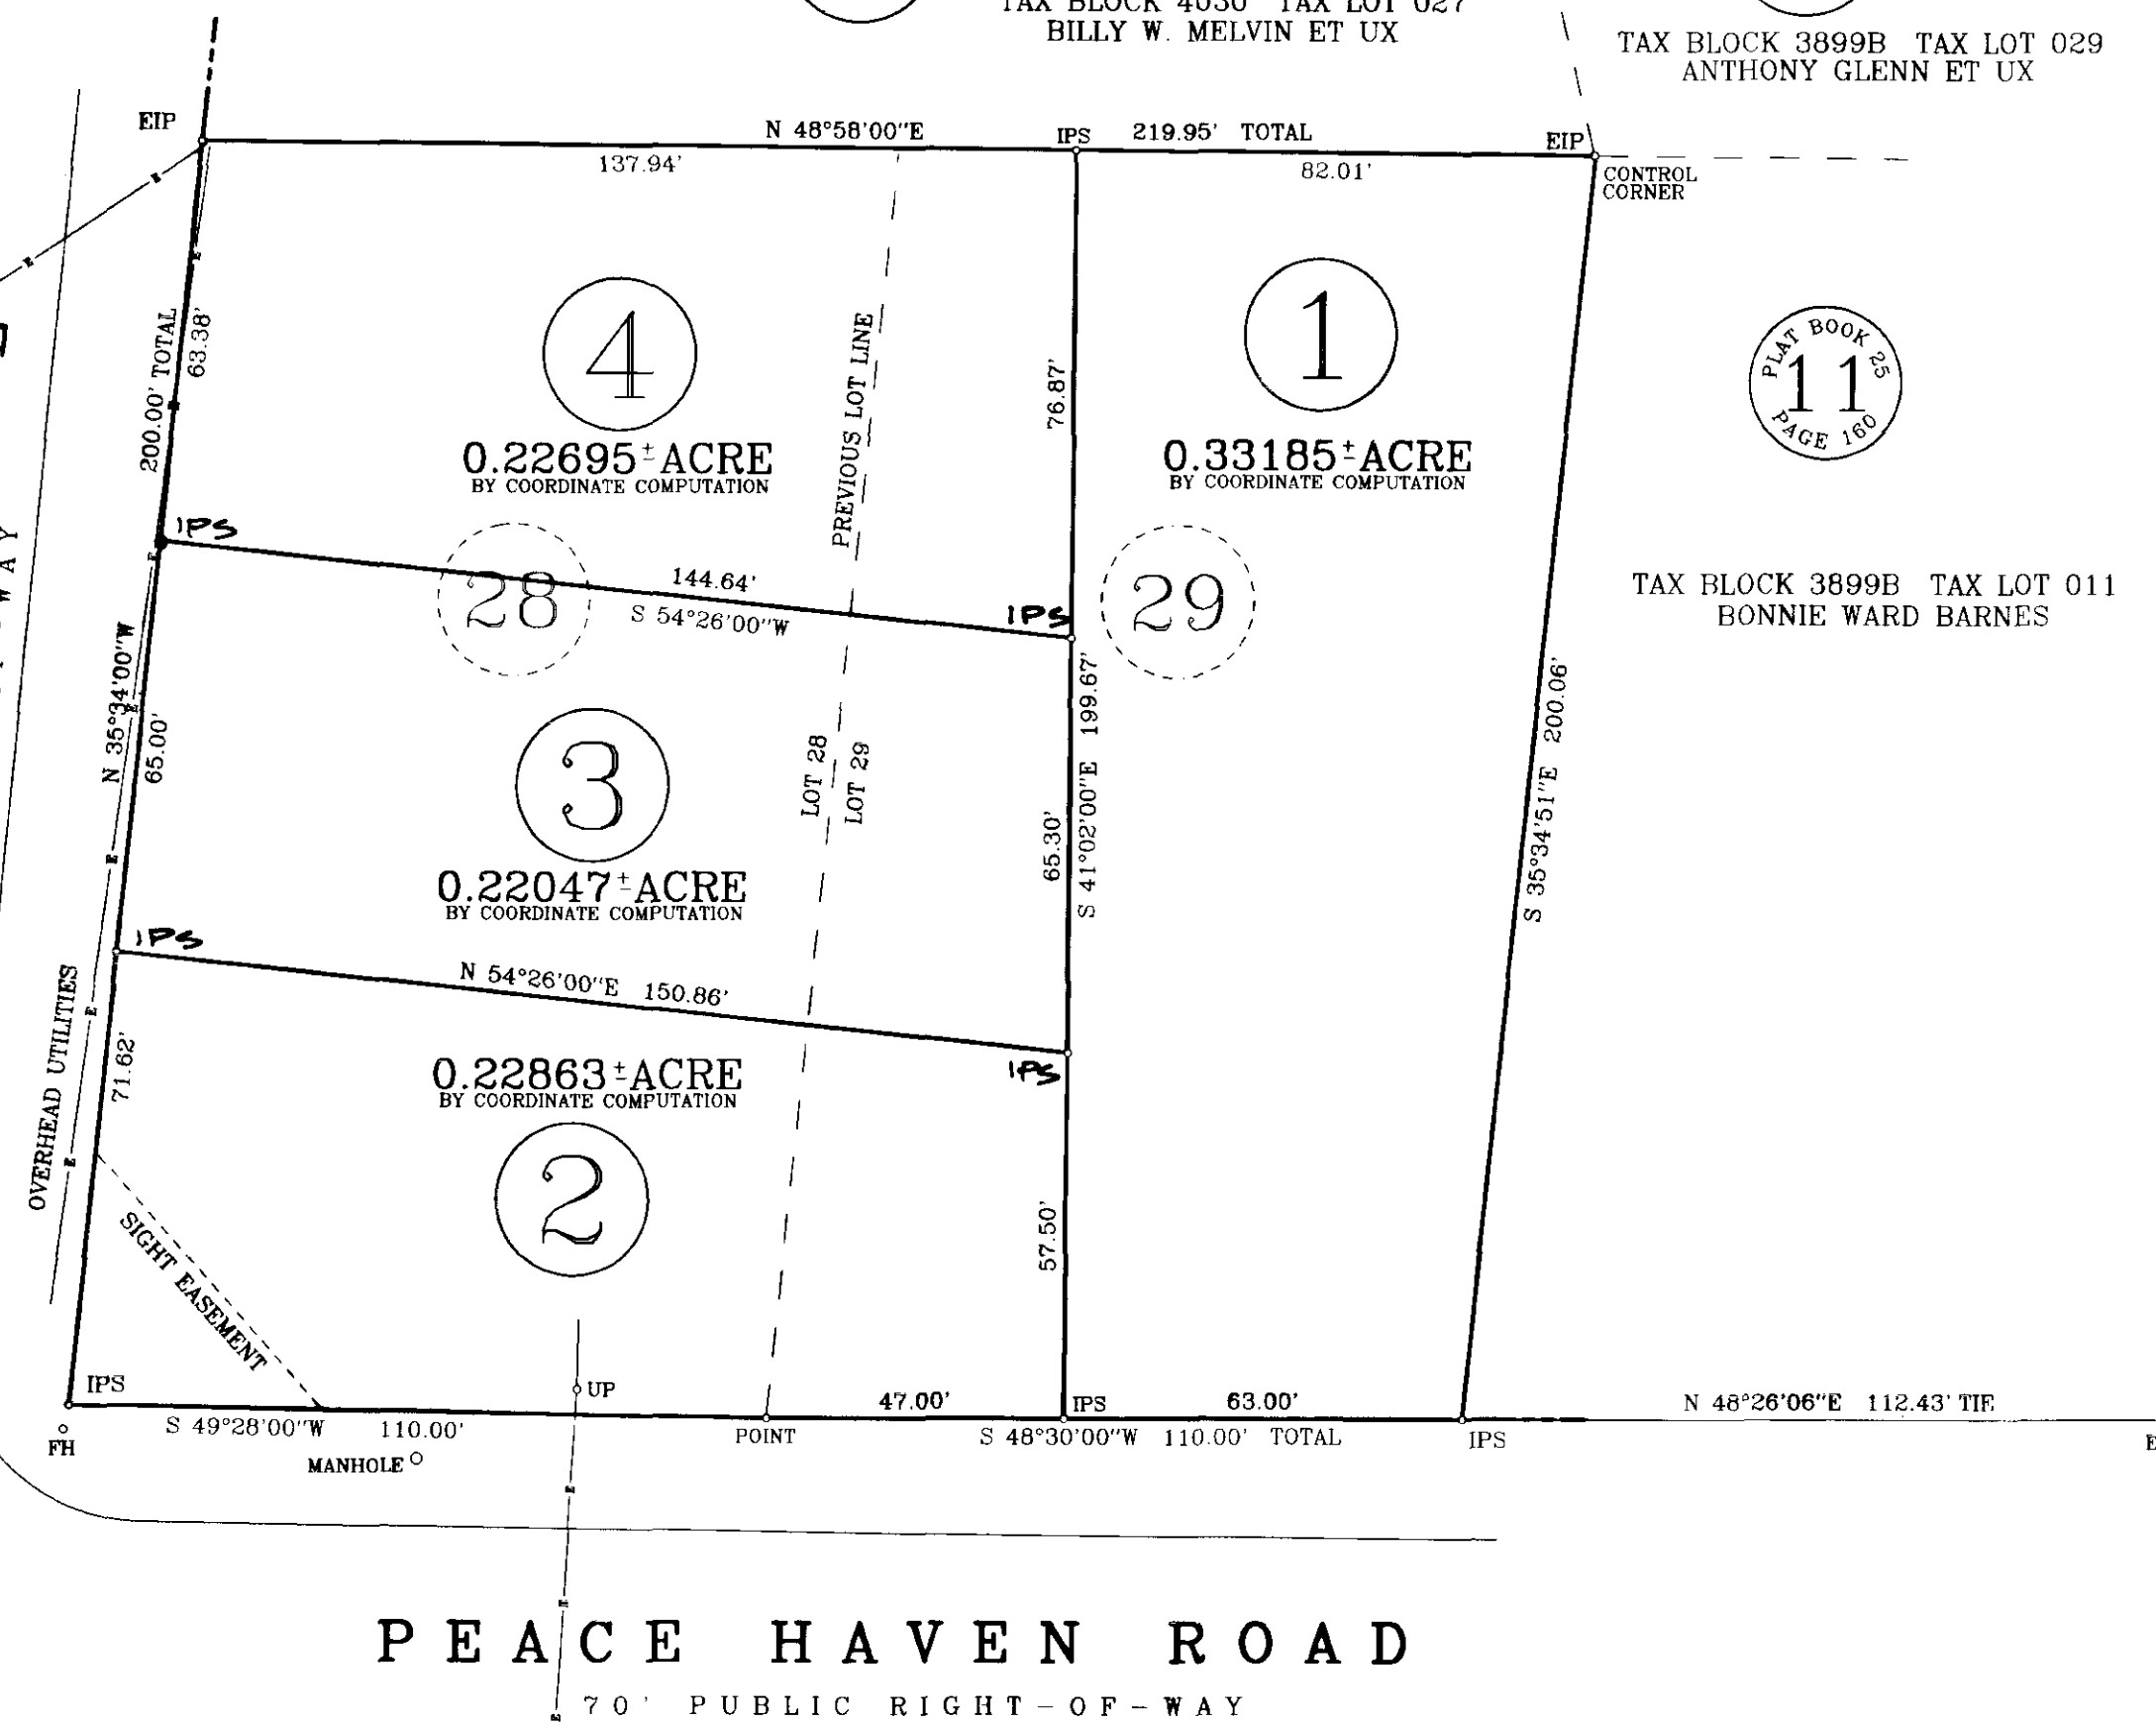 TAX BLOCK 4030 TAX LOT 027
BILLY W. MELVIN ET UX
TAX BLOCK 3899B TAX LOT 029
ANTHONY GLENN ET UX
EIP
N 48°58'00"E
IPS
219.95' TOTAL
EIP
137.94'
82.01'
CONTROL
CORNER
200.00' TOTAL
63.38'
4
0.22695± ACRE
BY COORDINATE COMPUTATION
PREVIOUS LOT LINE
76.87'
1
0.33185± ACRE
BY COORDINATE COMPUTATION
PLAT BOOK 25
11
PAGE 160
IPS
28
144.64'
S 54°26'00"W
IPS
29
TAX BLOCK 3899B TAX LOT 011
BONNIE WARD BARNES
WAY
N 35°34'00"W
65.00'
3
0.22047± ACRE
BY COORDINATE COMPUTATION
LOT 28
LOT 29
65.30'
S 41°02'00"E 199.67'
S 35°34'51"E 200.06'
IPS
N 54°26'00"E 150.86'
IPS
OVERHEAD UTILITIES
71.62'
0.22863± ACRE
BY COORDINATE COMPUTATION
2
57.50'
SIGHT EASEMENT
IPS
UP
47.00'
IPS
63.00'
N 48°26'06"E 112.43' TIE
FH
S 49°28'00"W 110.00'
MANHOLE
POINT
S 48°30'00"W 110.00' TOTAL
IPS
E
E
E
E
E
E
E
E
E
E
E
PEACE HAVEN ROAD
70' PUBLIC RIGHT-OF-WAY